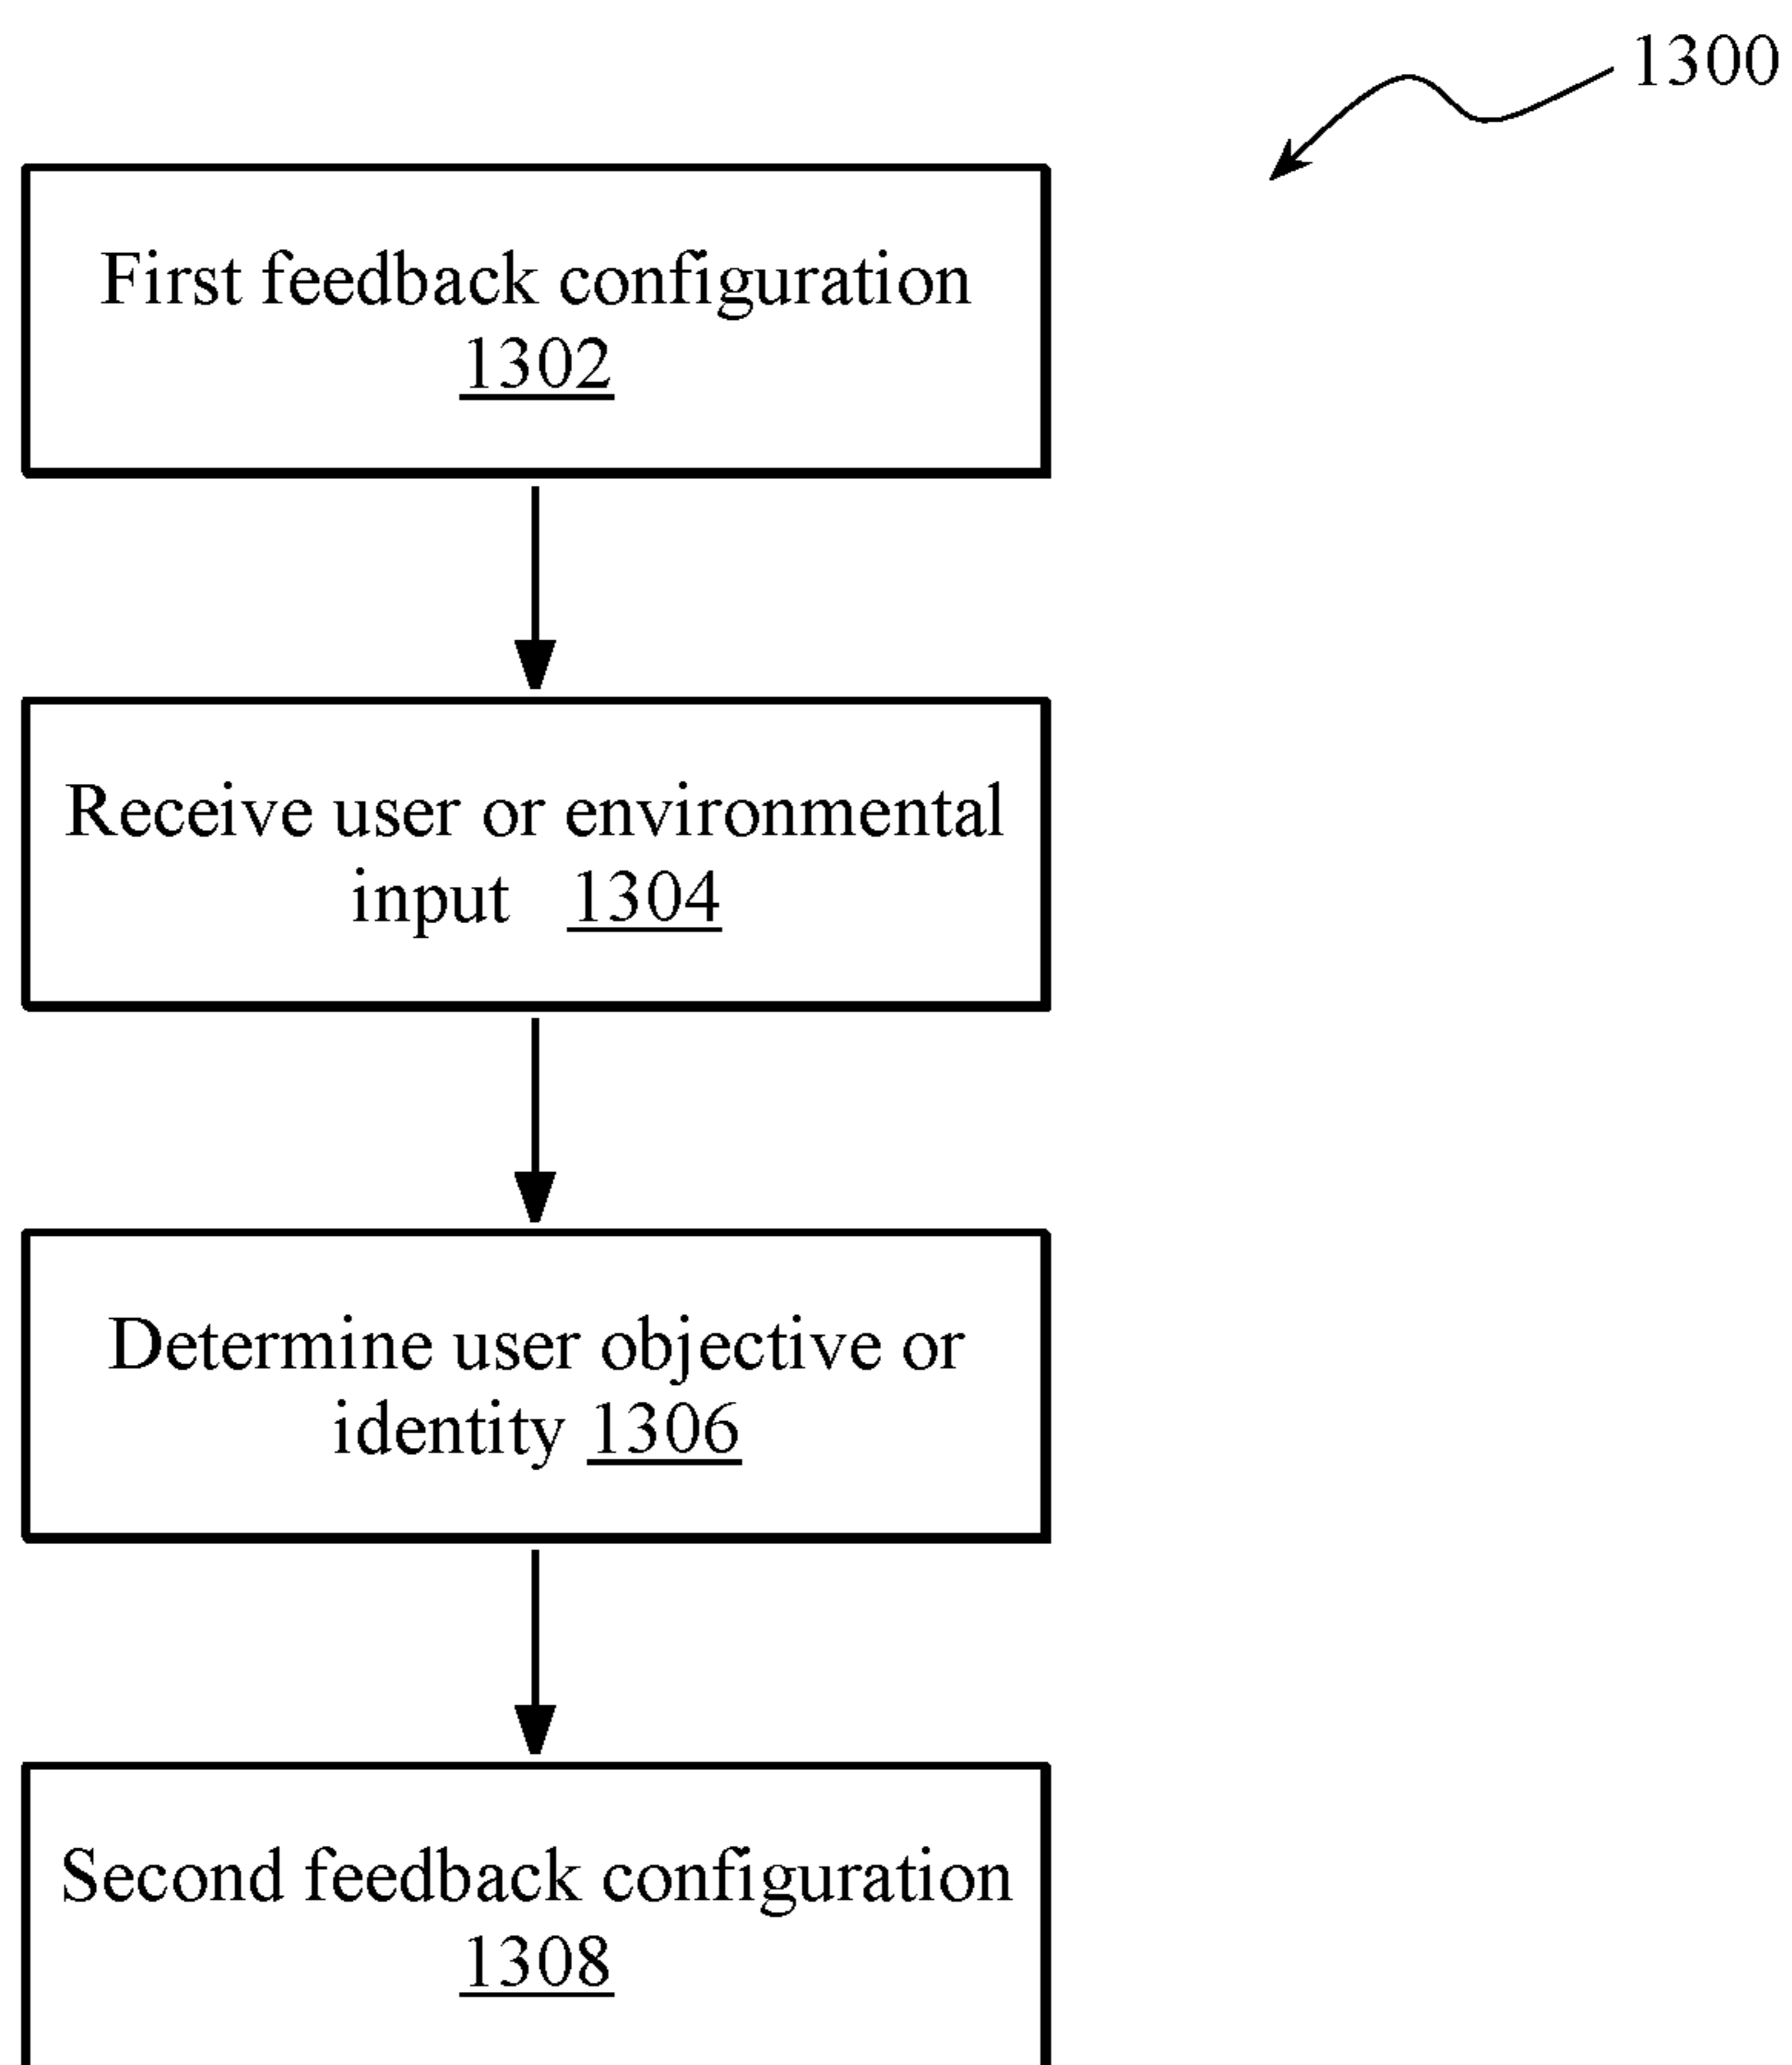 1300
First feedback configuration
1302
Receive user or environmental
input 1304
Determine user objective or
identity 1306
Second feedback configuration
1308